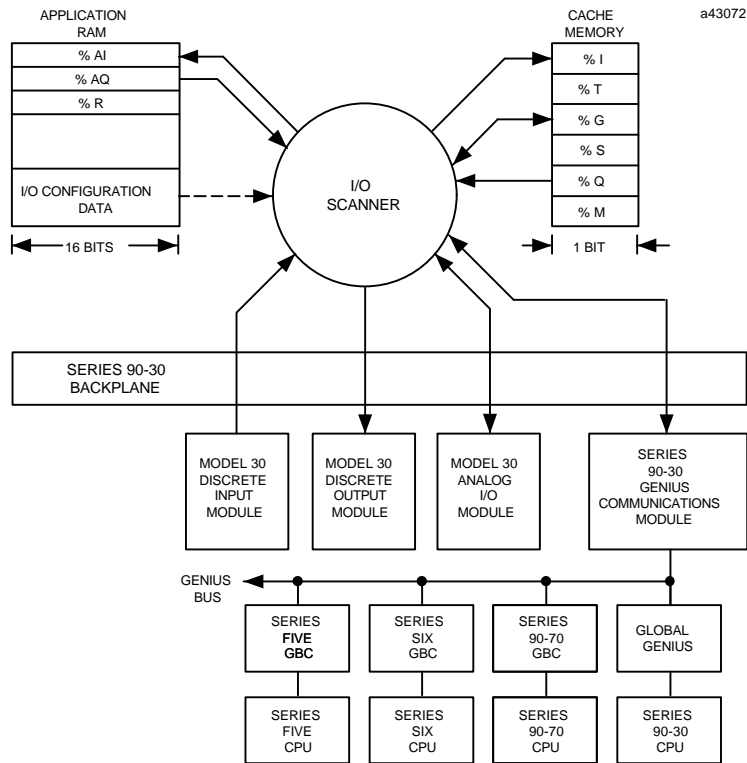 a43072
APPLICATION
RAM
% AI
% AQ
% R
I/O CONFIGURATION
DATA
16 BITS
I/O
SCANNER
CACHE
MEMORY
% I
% T
% G
% S
% Q
% M
1 BIT
SERIES 90-30
BACKPLANE
MODEL 30
DISCRETE
INPUT
MODULE
MODEL 30
DISCRETE
OUTPUT
MODULE
MODEL 30
ANALOG
I/O
MODULE
SERIES
90-30
GENIUS
COMMUNICATIONS
MODULE
GENIUS
BUS
SERIES
FIVE
GBC
SERIES
SIX
GBC
SERIES
90-70
GBC
GLOBAL
GENIUS
SERIES
FIVE
CPU
SERIES
SIX
CPU
SERIES
90-70
CPU
SERIES
90-30
CPU